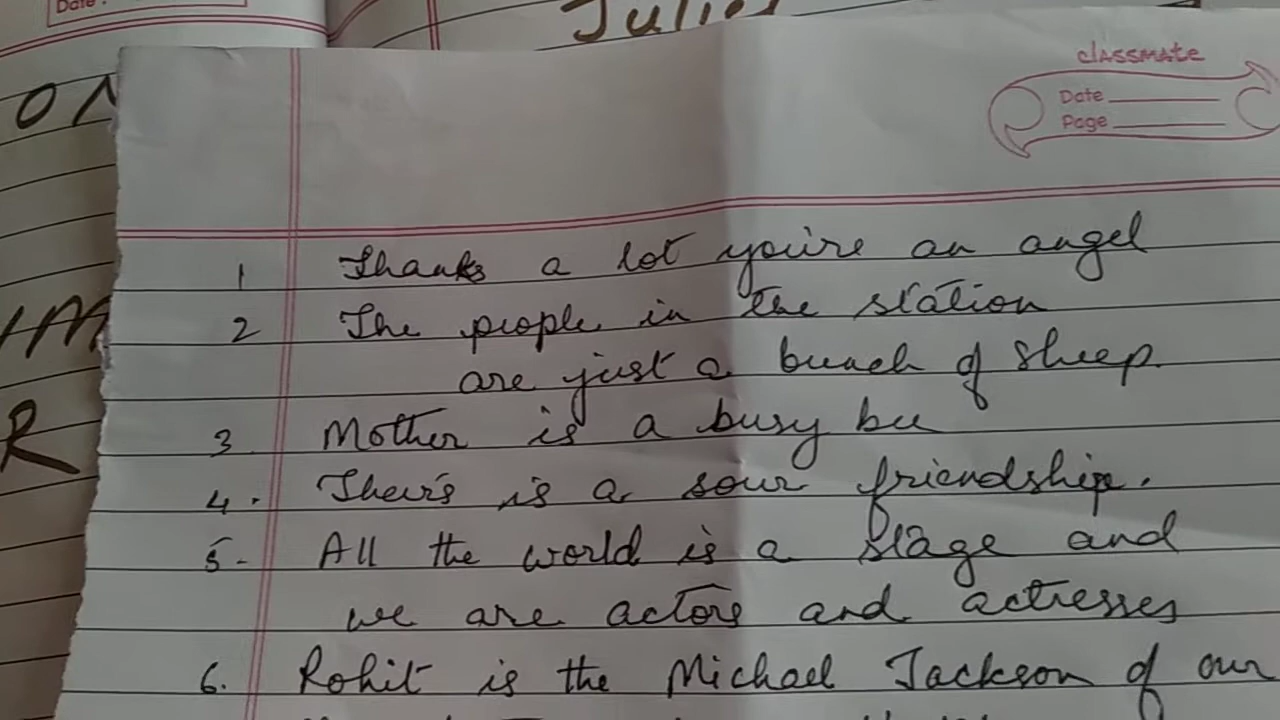 Date
Julies
classmate
Date
Page
1 Thanks a lot you're an angel
2 The people in the station
are just a bunch of sheep.
3. Mother is a busy bee
4. Their's is a sour friendship.
5. All the world is a stage and
we are actors and actresses
6. Rohit is the Michael Jackson of our